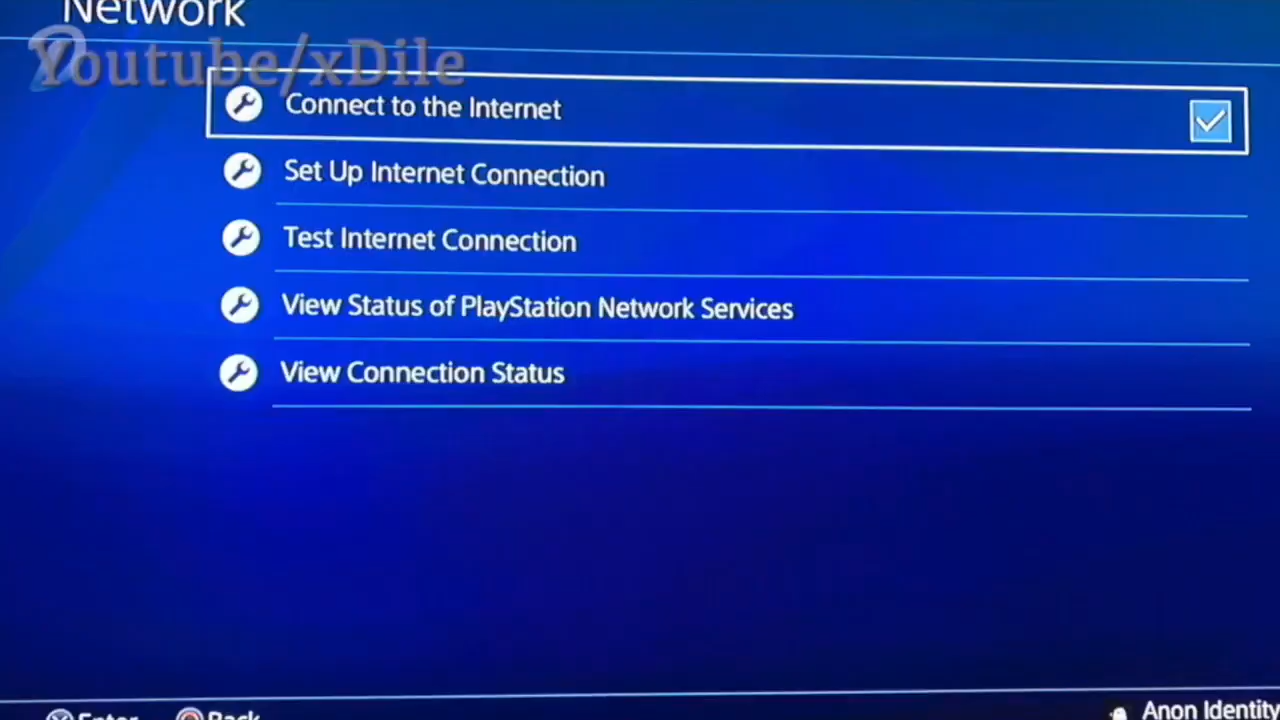 Network
Youtube/xDile
Connect to the Internet
Set Up Internet Connection
Test Internet Connection
View Status of PlayStation Network Services
View Connection Status
Enter Back
Anon Identity